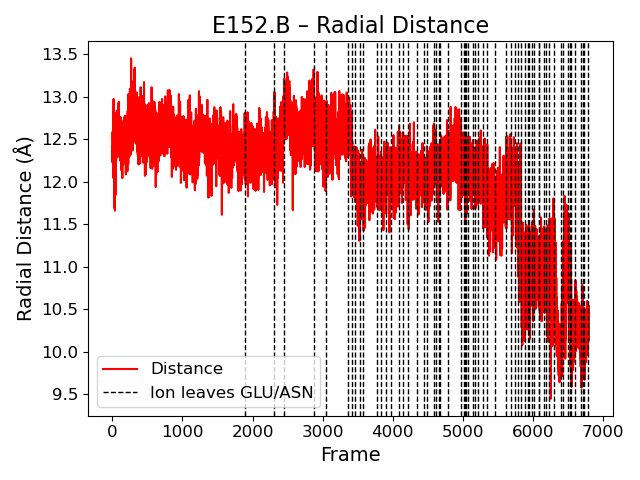 E152.B – Radial Distance
Radial Distance (Å)
13.5
13.0
12.5
12.0
11.5
11.0
10.5
10.0
9.5
Distance
Ion leaves GLU/ASN
0 1000 2000 3000 4000 5000 6000 7000
Frame